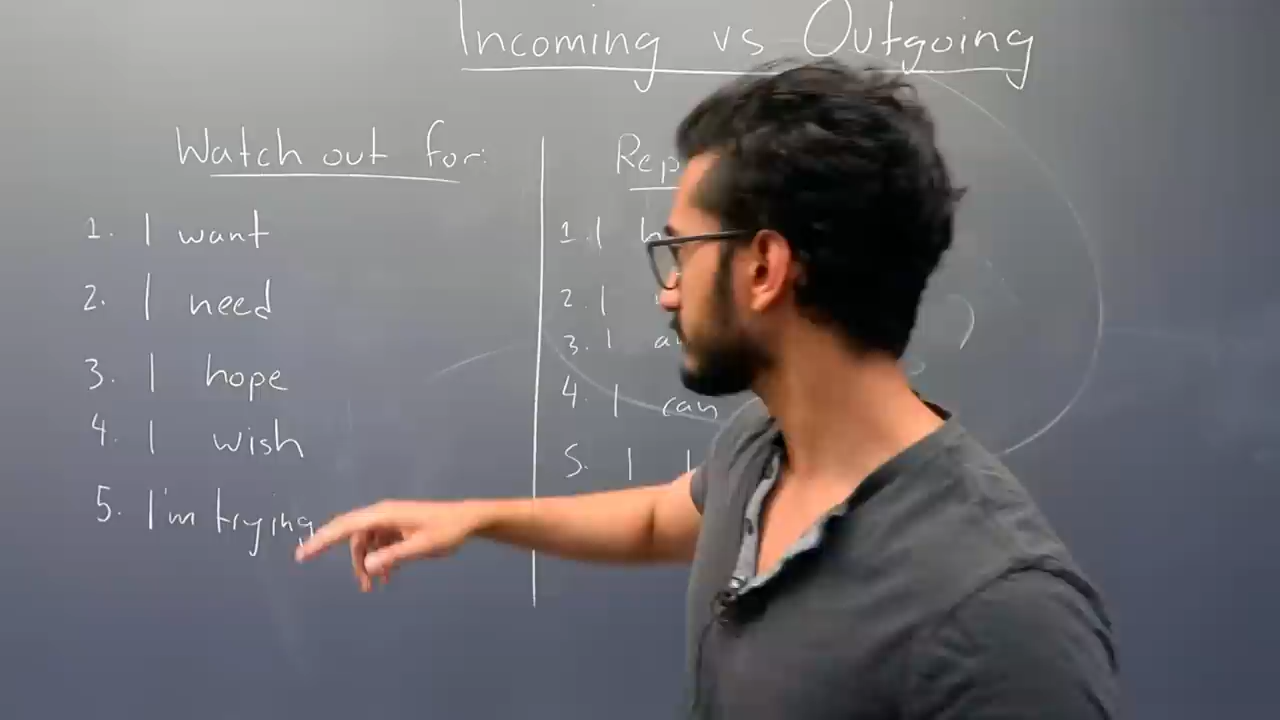 Incoming vs Outgoing
Watch out for:
1. I want
2. I need
3. I hope
4. I wish
5. I'm trying
1. I
2. I
3. I
4. I can
5. I